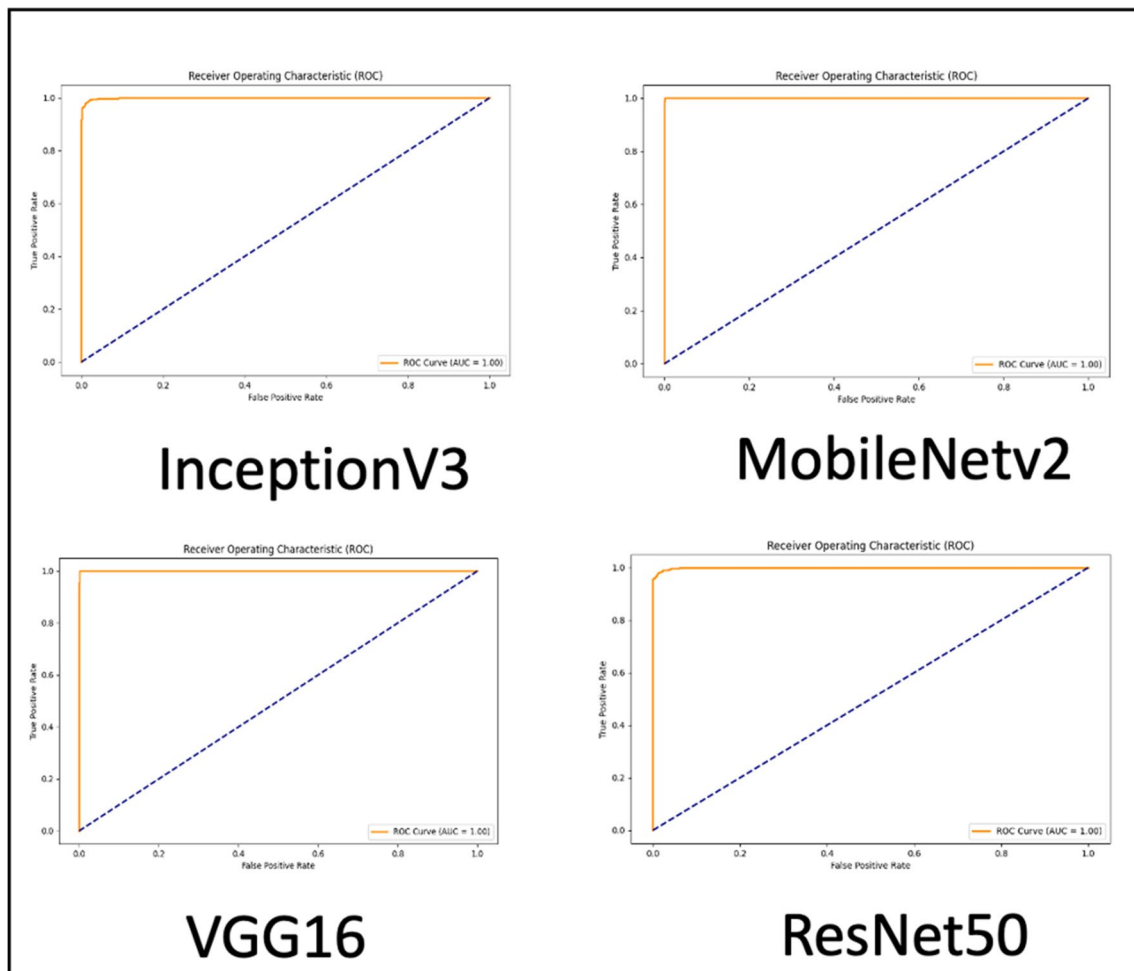 Receiver Operating Characteristic (ROC)
True Positive Rate
1.0
0.8
0.6
0.4
0.2
0.0
ROC Curve (AUC = 1.00)
0.0 0.2 0.4 0.6 0.8 1.0
False Positive Rate
InceptionV3
Receiver Operating Characteristic (ROC)
True Positive Rate
1.0
0.8
0.6
0.4
0.2
0.0
ROC Curve (AUC = 1.00)
0.0 0.2 0.4 0.6 0.8 1.0
False Positive Rate
MobileNetv2
Receiver Operating Characteristic (ROC)
True Positive Rate
1.0
0.8
0.6
0.4
0.2
0.0
ROC Curve (AUC = 1.00)
0.0 0.2 0.4 0.6 0.8 1.0
False Positive Rate
VGG16
Receiver Operating Characteristic (ROC)
True Positive Rate
1.0
0.8
0.6
0.4
0.2
0.0
ROC Curve (AUC = 1.00)
0.0 0.2 0.4 0.6 0.8 1.0
False Positive Rate
ResNet50